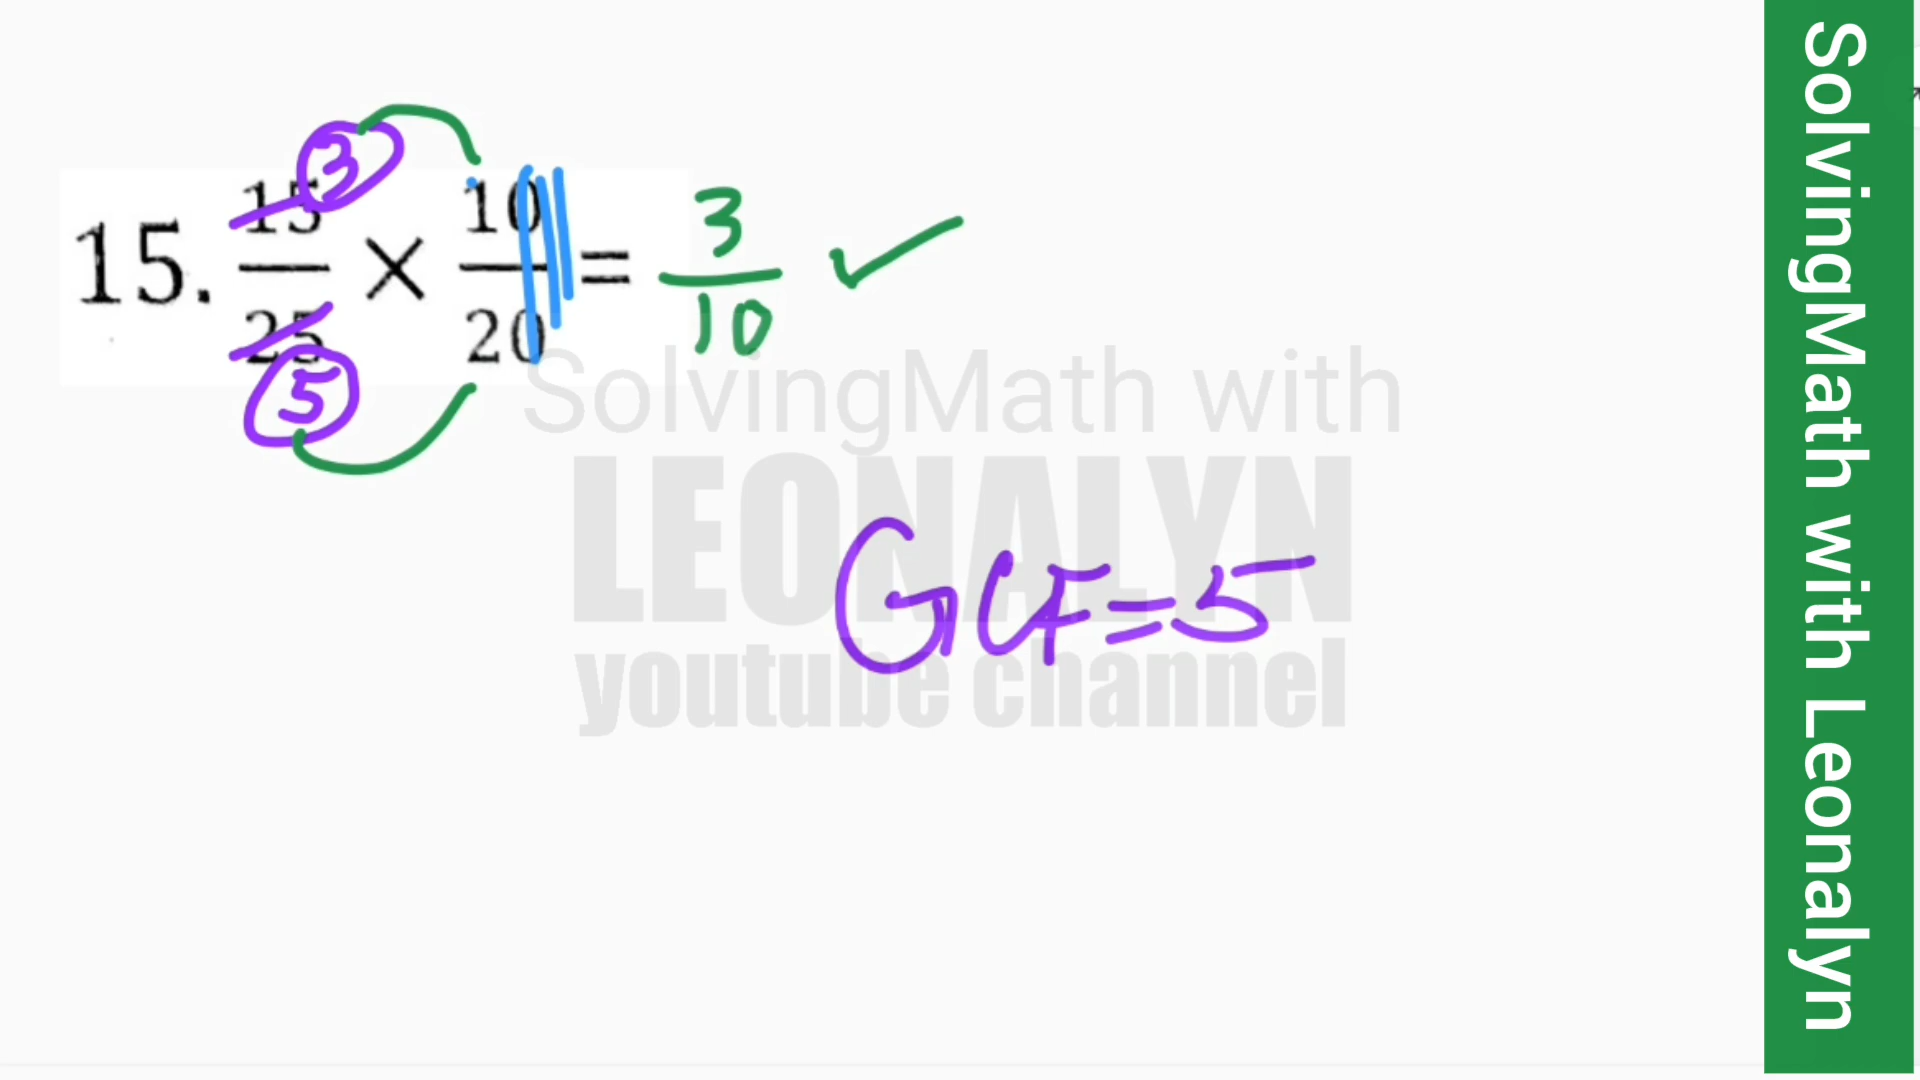 15. 15/25 × 10/20 = 3/10 ✓
3
5
GCF=5
SolvingMath with
LEONALYN
youtube channel
SolvingMath with Leonalyn